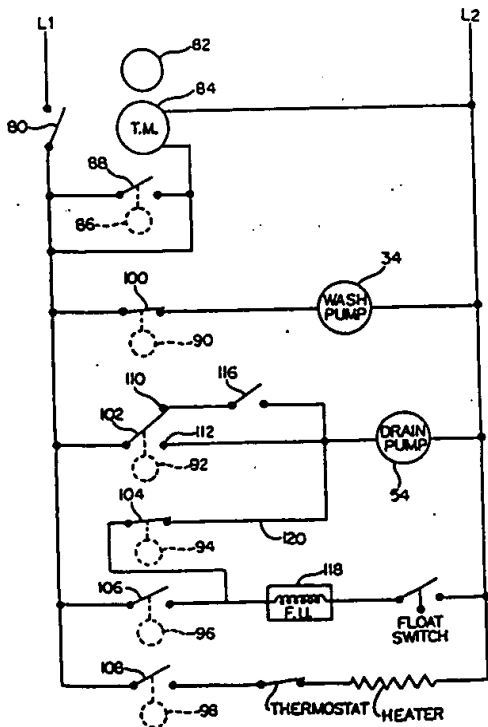 L1
L2
82
84
80
T.M.
88
86
34
100
WASH
PUMP
90
116
110
102
112
DRAIN
PUMP
92
54
104
120
94
118
106
F.U.
FLOAT
SWITCH
96
108
THERMOSTAT
HEATER
98